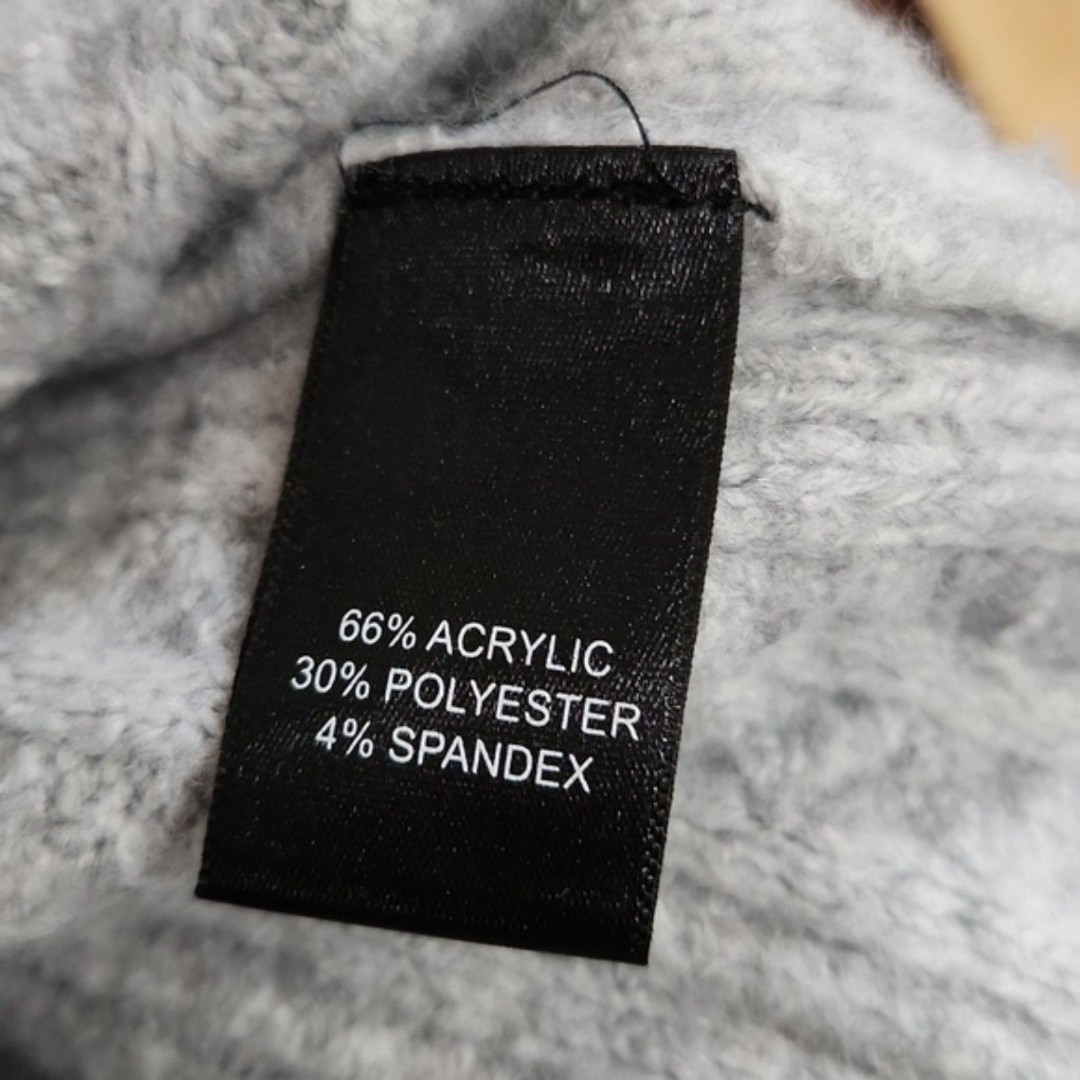 66% ACRYLIC
30% POLYESTER
4% SPANDEX